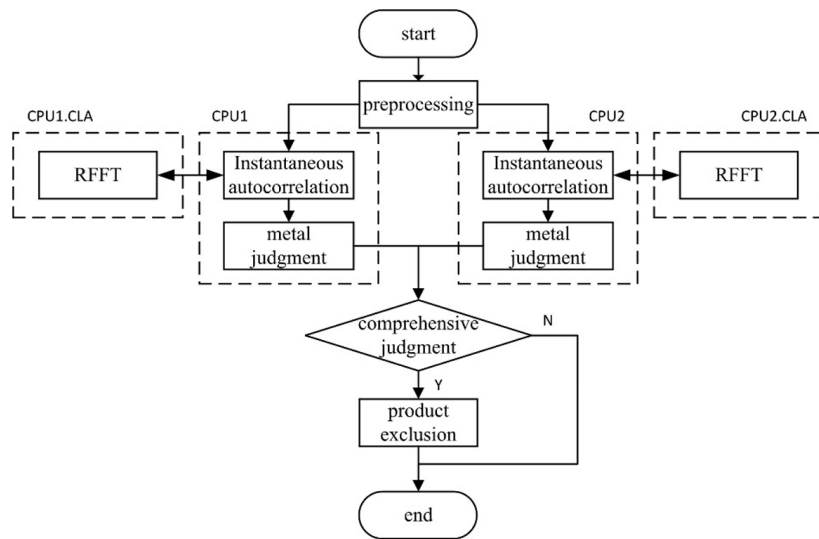 start
preprocessing
CPU1.CLA
CPU1
CPU2
CPU2.CLA
RFFT
Instantaneous
autocorrelation
Instantaneous
autocorrelation
RFFT
metal
judgment
metal
judgment
comprehensive
judgment
N
Y
product
exclusion
end